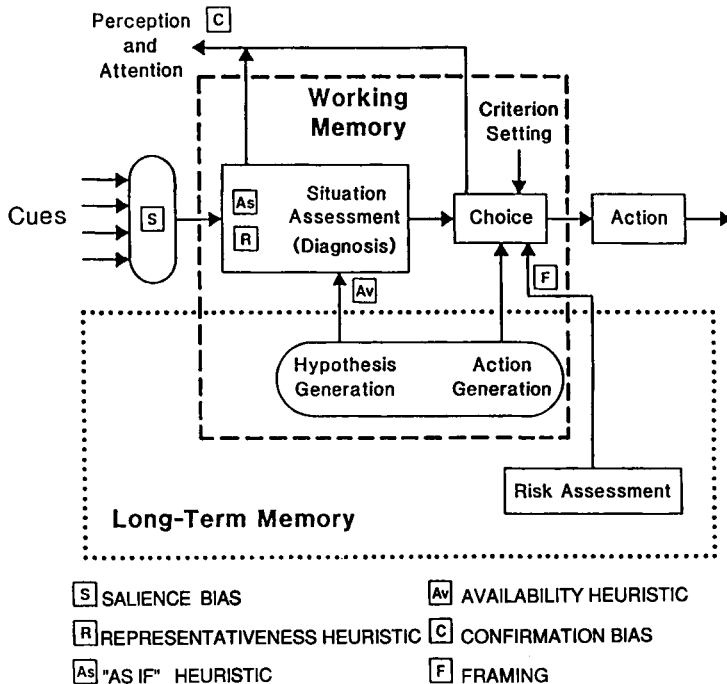 Perception
and
Attention
C
Working
Memory
Criterion
Setting
Cues
S
As
R
Situation
Assessment
(Diagnosis)
Choice
Action
Av
F
Hypothesis
Generation
Action
Generation
Risk Assessment
Long-Term Memory
S SALIENCE BIAS
Av AVAILABILITY HEURISTIC
R REPRESENTATIVENESS HEURISTIC
C CONFIRMATION BIAS
As "AS IF" HEURISTIC
F FRAMING